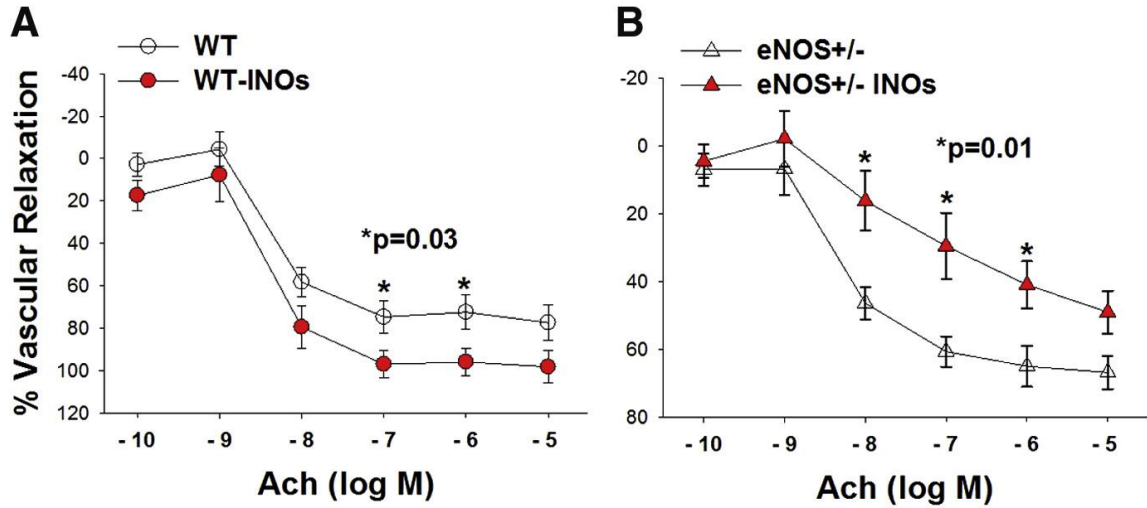 A
WT
WT-INOs
% Vascular Relaxation
-40
-20
0
20
40
60
80
100
120
*p=0.03
*
*
- 10
- 9
- 8
- 7
- 6
- 5
Ach (log M)
B
eNOS+/-
eNOS+/- INOs
-20
0
20
40
60
80
*p=0.01
*
*
*
- 10
- 9
- 8
- 7
- 6
- 5
Ach (log M)